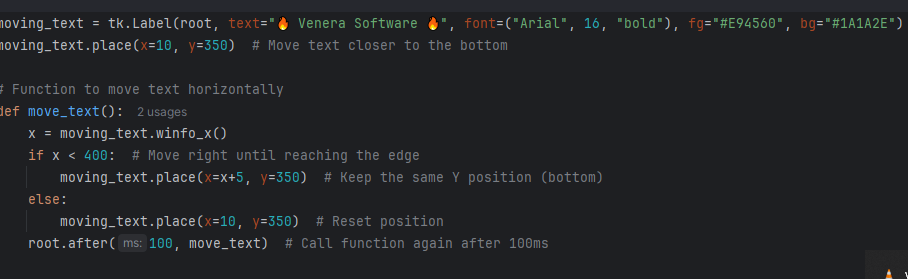 moving_text = tk.Label(root, text="🔥 Venera Software 🔥", font=("Arial", 16, "bold"), fg="#E94560", bg="#1A1A2E")
moving_text.place(x=10, y=350)  # Move text closer to the bottom
# Function to move text horizontally
def move_text(): 2 usages
    x = moving_text.winfo_x()
    if x < 400:  # Move right until reaching the edge
        moving_text.place(x=x+5, y=350)  # Keep the same Y position (bottom)
    else:
        moving_text.place(x=10, y=350)  # Reset position
    root.after( ms: 100, move_text)  # Call function again after 100ms